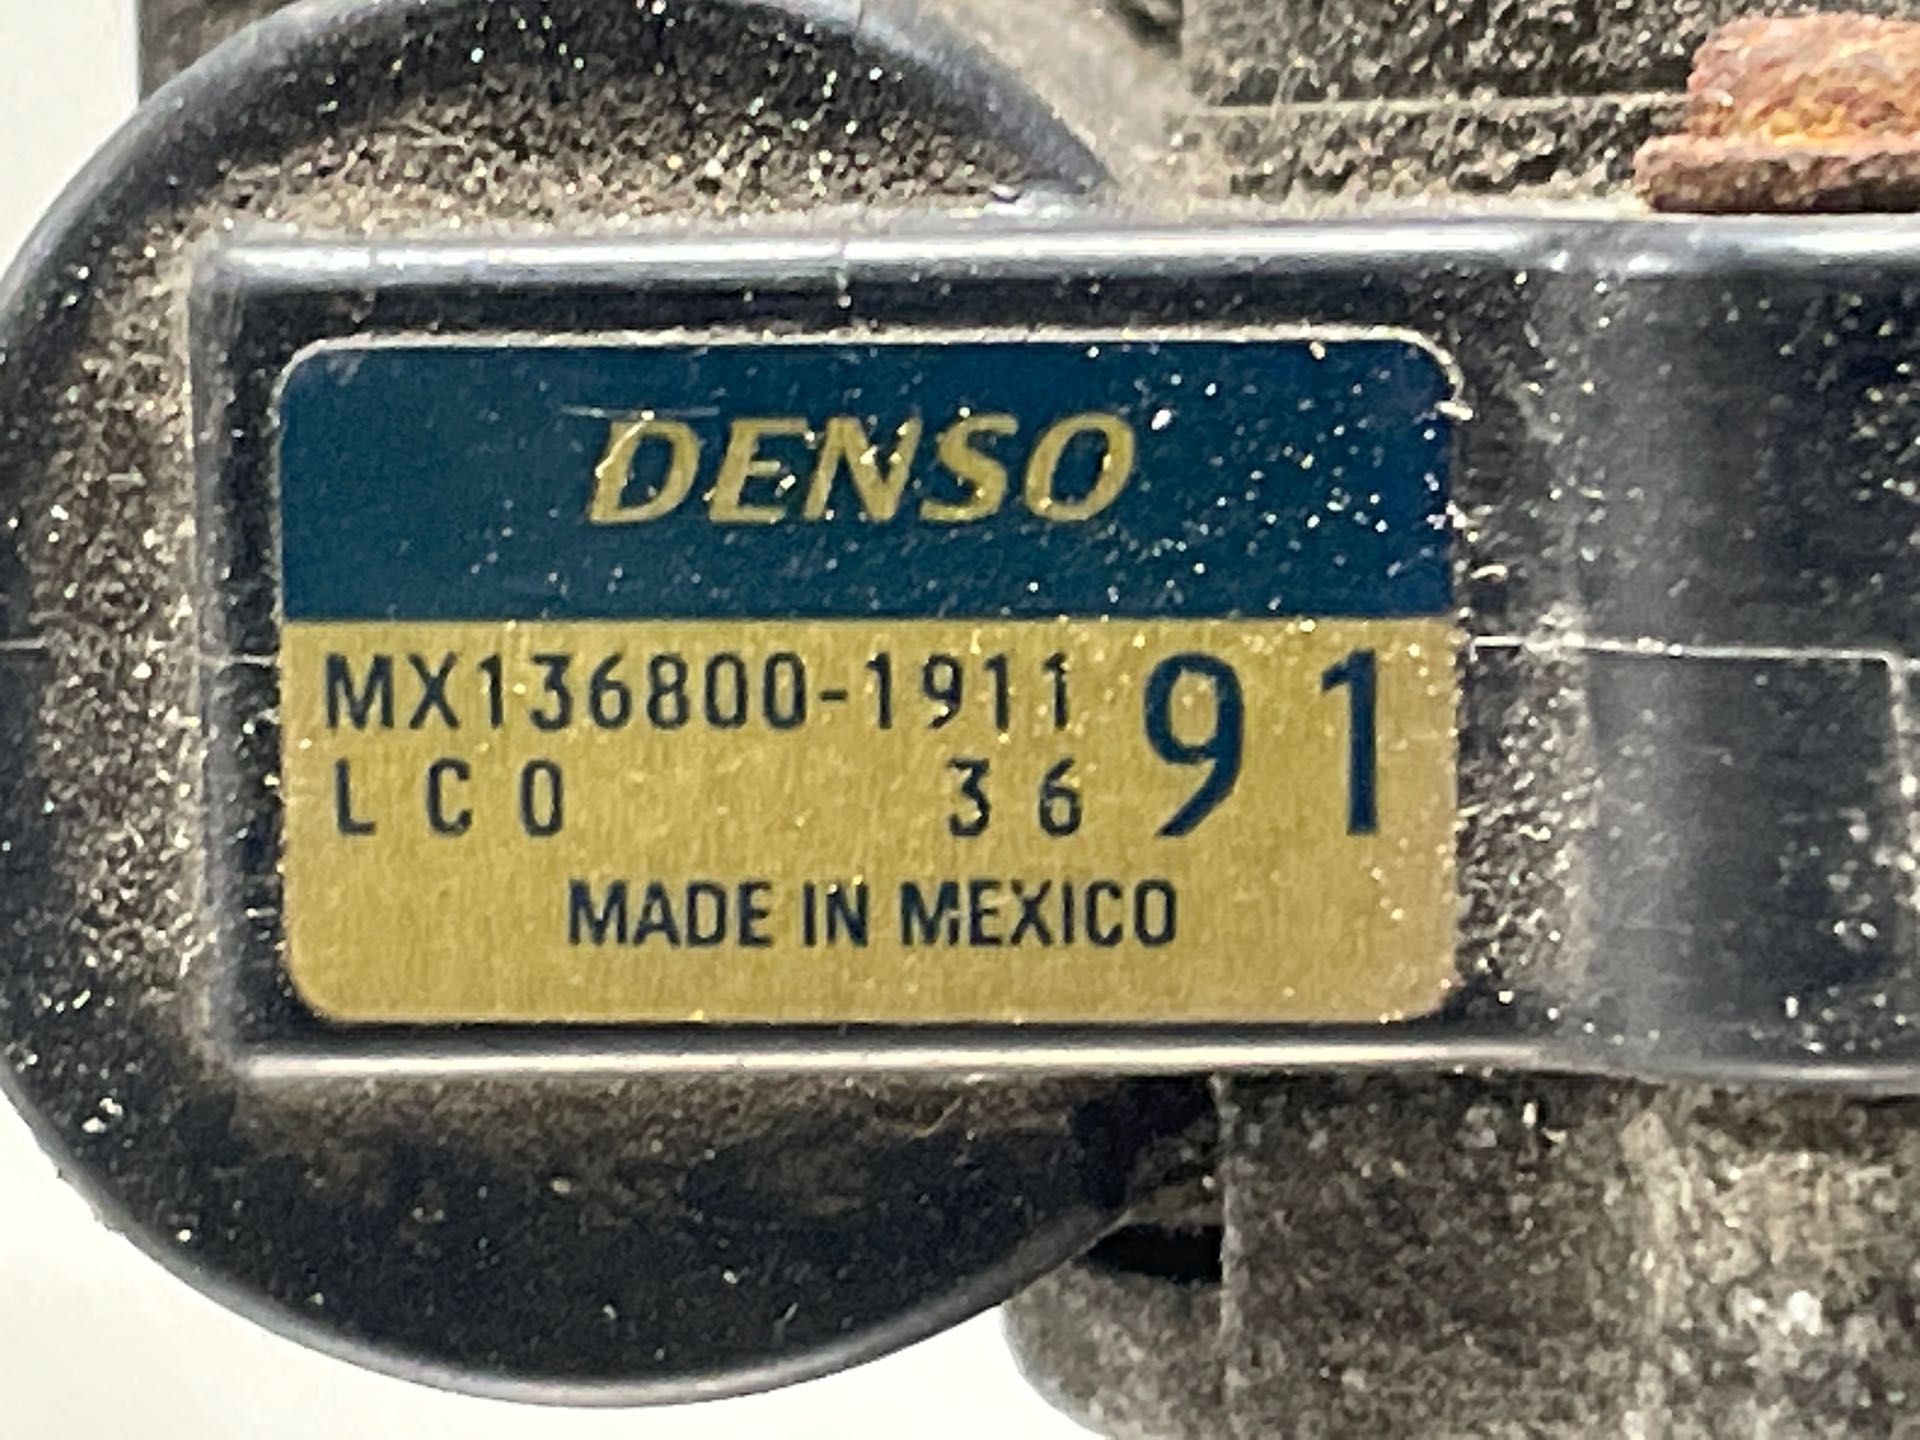 DENSO
MX136800-1911 91
LC0 36
MADE IN MEXICO